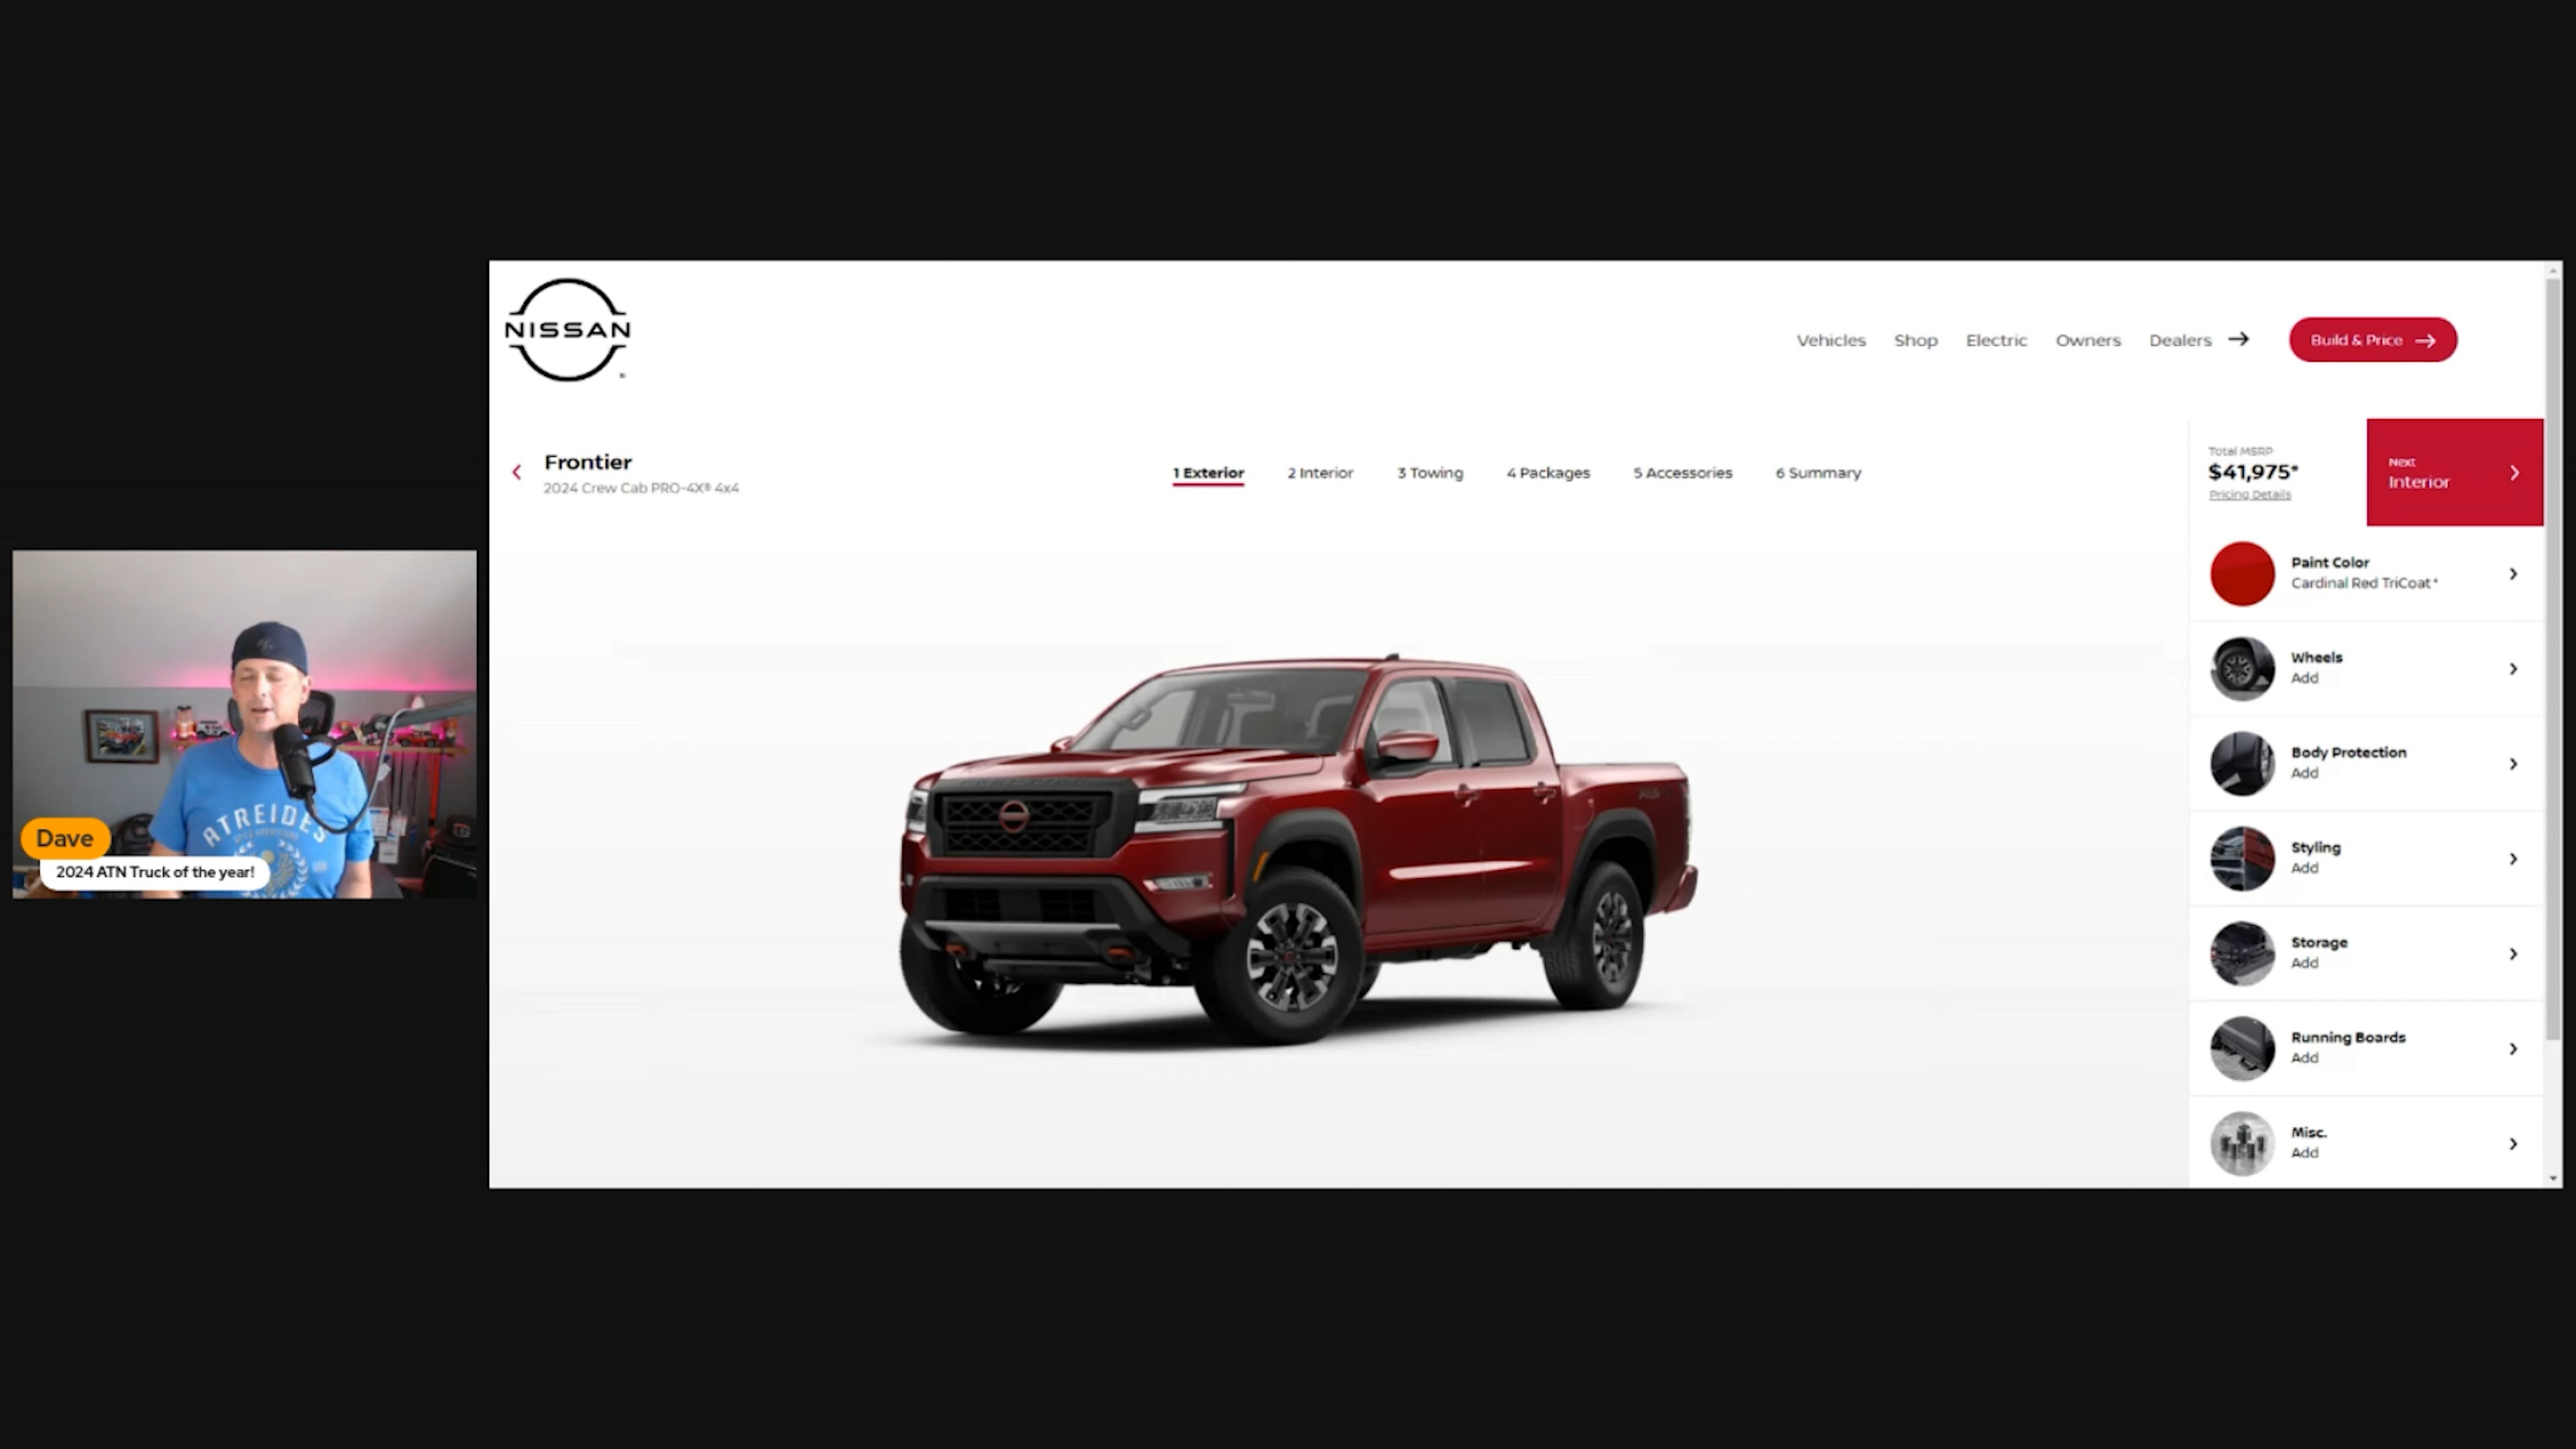 NISSAN
Vehicles Shop Electric Owners Dealers Build & Price
Frontier
2024 Crew Cab PRO-4X® 4x4
1 Exterior 2 Interior 3 Towing 4 Packages 5 Accessories 6 Summary
Total MSRP
$41,975*
Pricing Details
Next
Interior
Paint Color
Cardinal Red TriCoat*
Wheels
Add
Body Protection
Add
Styling
Add
Storage
Add
Running Boards
Add
Misc.
Add
ATREIDES
Dave
2024 ATN Truck of the year!